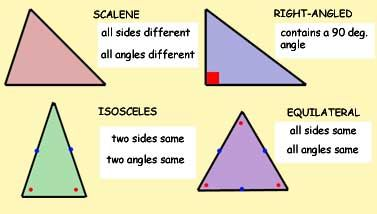 SCALENE
all sides different
all angles different
RIGHT-ANGLED
contains a 90 deg.
angle
ISOSCELES
two sides same
two angles same
EQUILATERAL
all sides same
all angles same